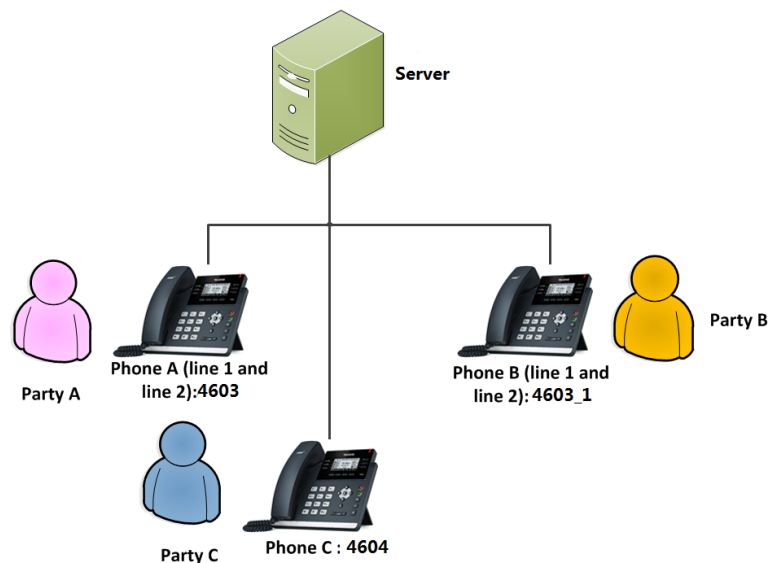 Server
Party A
Phone A (line 1 and
line 2):4603
Phone B (line 1 and
line 2): 4603_1
Party B
Party C
Phone C : 4604